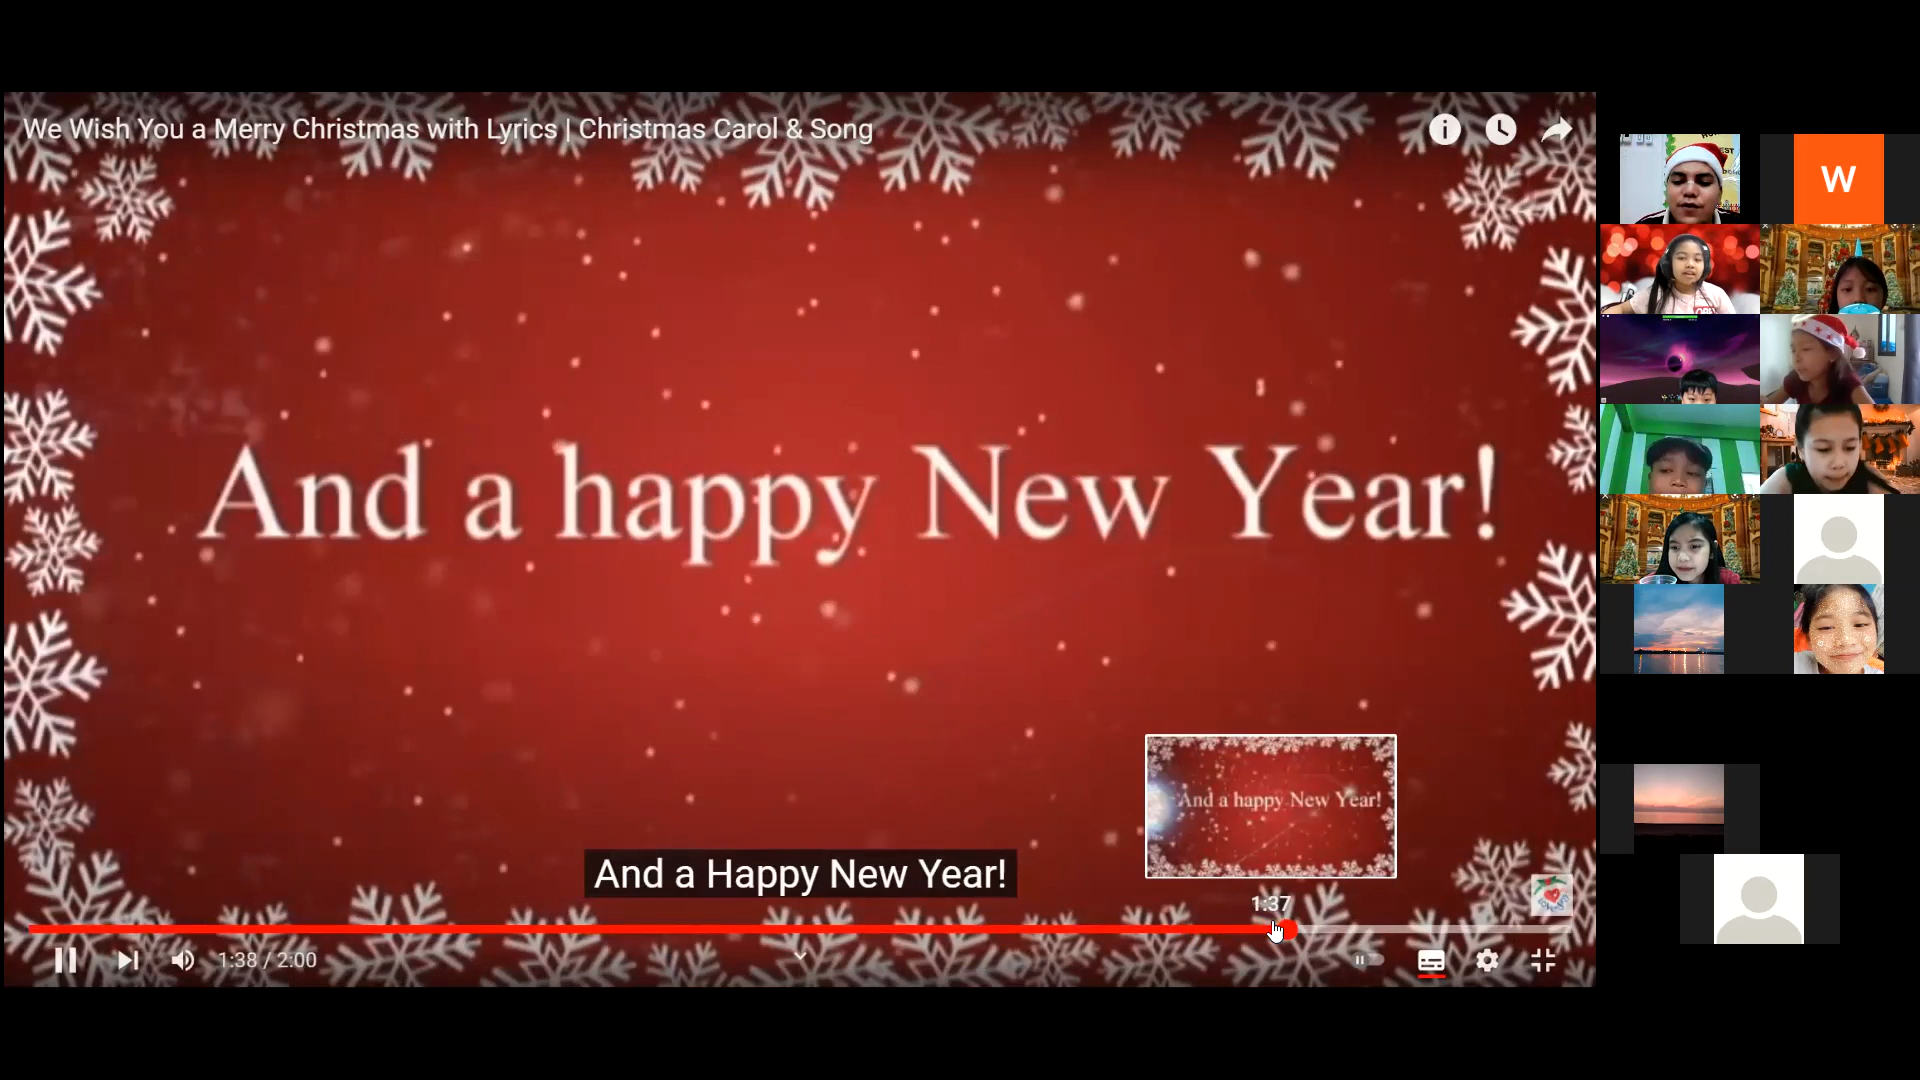 We Wish You a Merry Christmas with Lyrics | Christmas Carol & Song
And a happy New Year!
And a happy New Year!
And a Happy New Year!
1:37
1:38 / 2:00
W